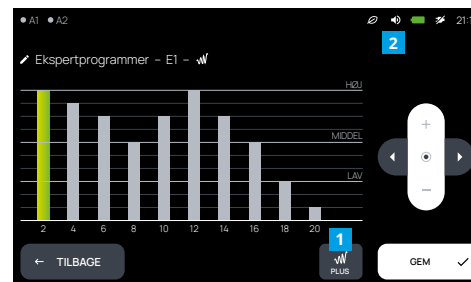 A1 A2 21:1
2
Ekspertprogrammer – E1 –
HØJ
MIDDEL
LAV
2 4 6 8 10 12 14 16 18 20
1
← TILBAGE
PLUS
GEM